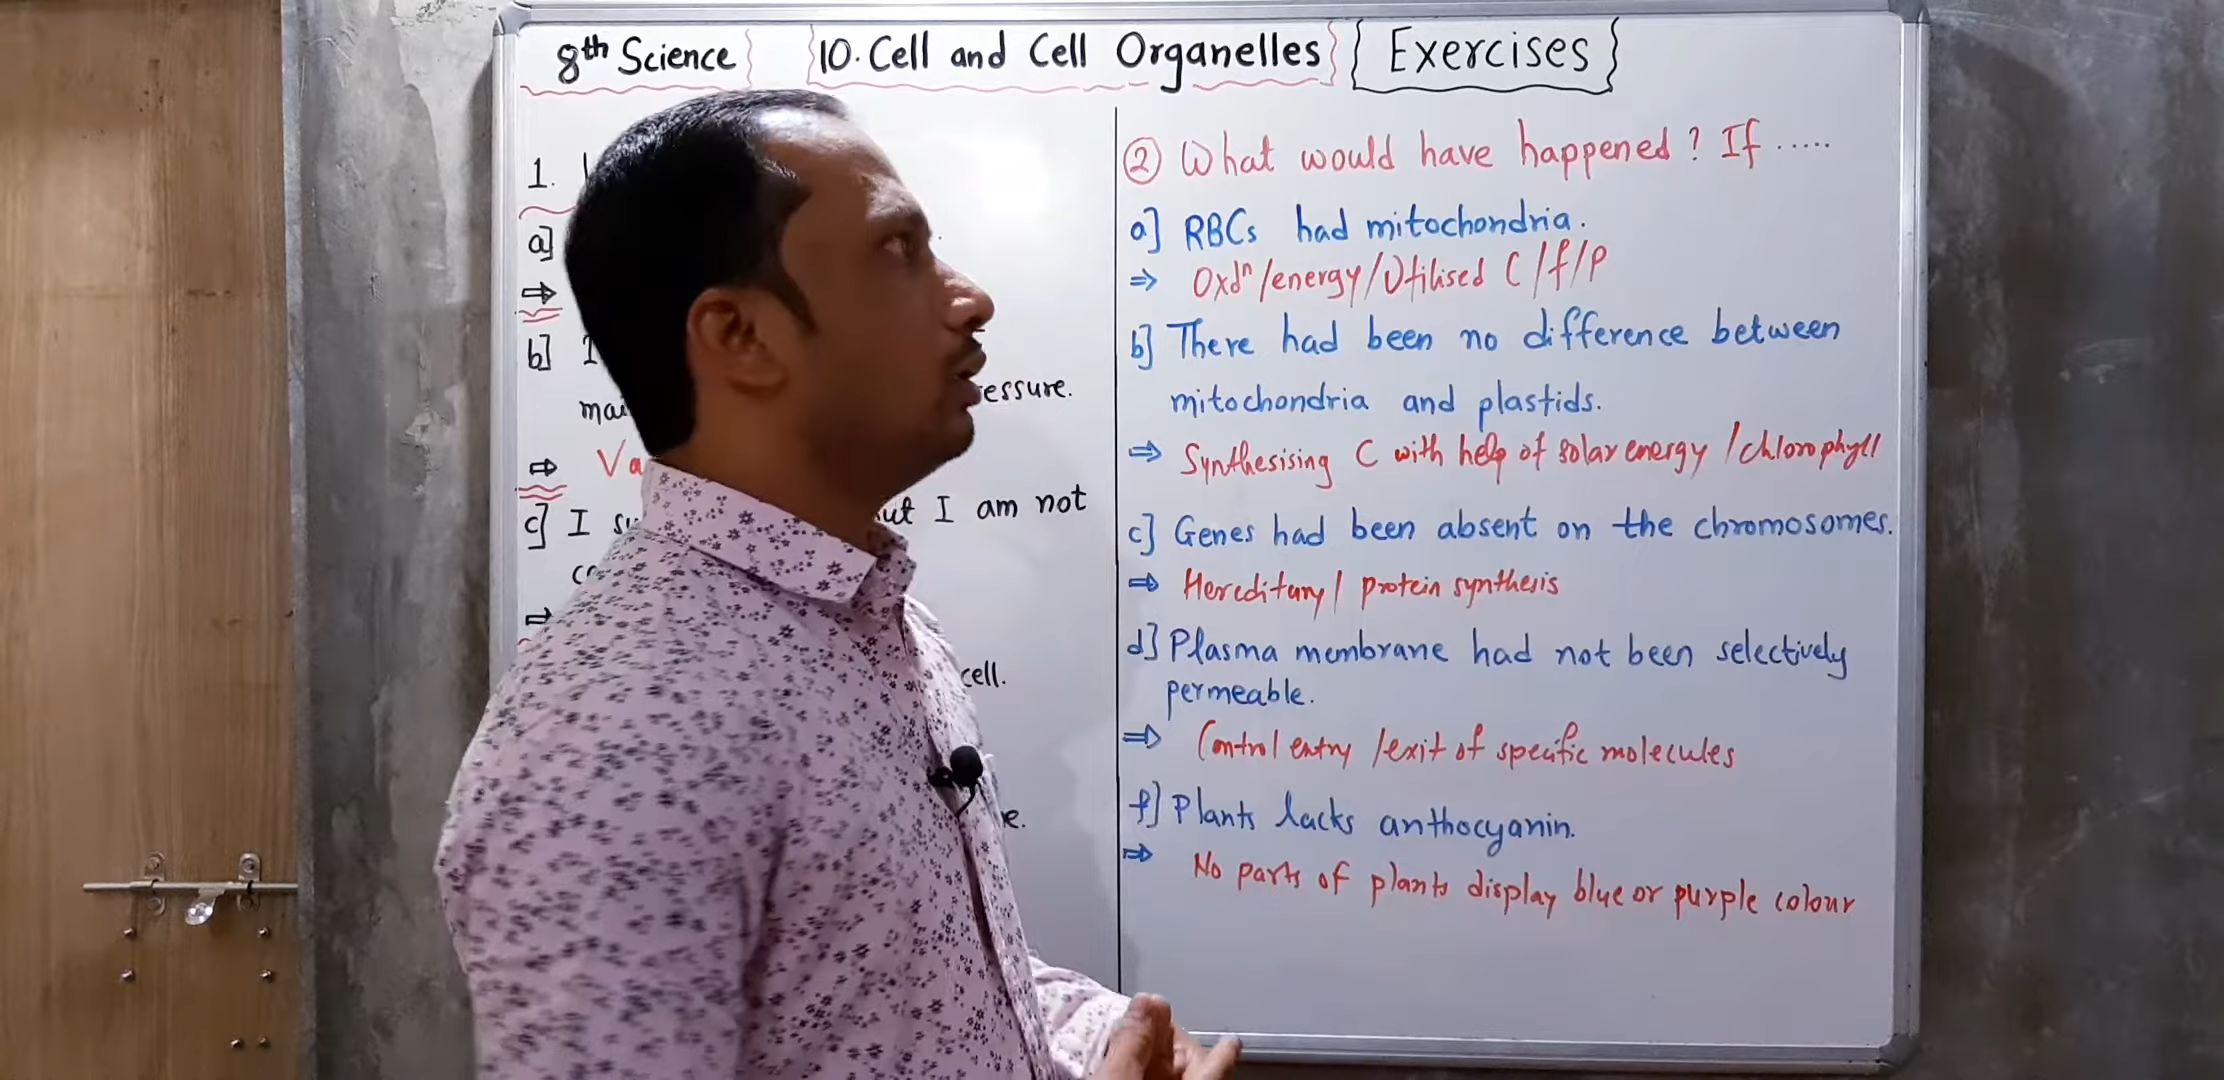 8th Science 10. Cell and Cell Organelles Exercises
1.
a]
⇒
b] I
essure.
⇒ Va
c] I ut I am not
⇒
cell.
e.
② What would have happened? If .....
a] RBCs had mitochondria.
⇒ Oxdⁿ/energy/Utilised C/f/P
b] There had been no difference between
mitochondria and plastids.
⇒ Synthesising C with help of solar energy /chlorophyll
c] Genes had been absent on the chromosomes.
⇒ Hereditary/ protein synthesis
d] Plasma membrane had not been selectively
permeable.
⇒ Control entry /exit of specific molecules
f] Plants lacks anthocyanin.
⇒ No parts of plants display blue or purple colour